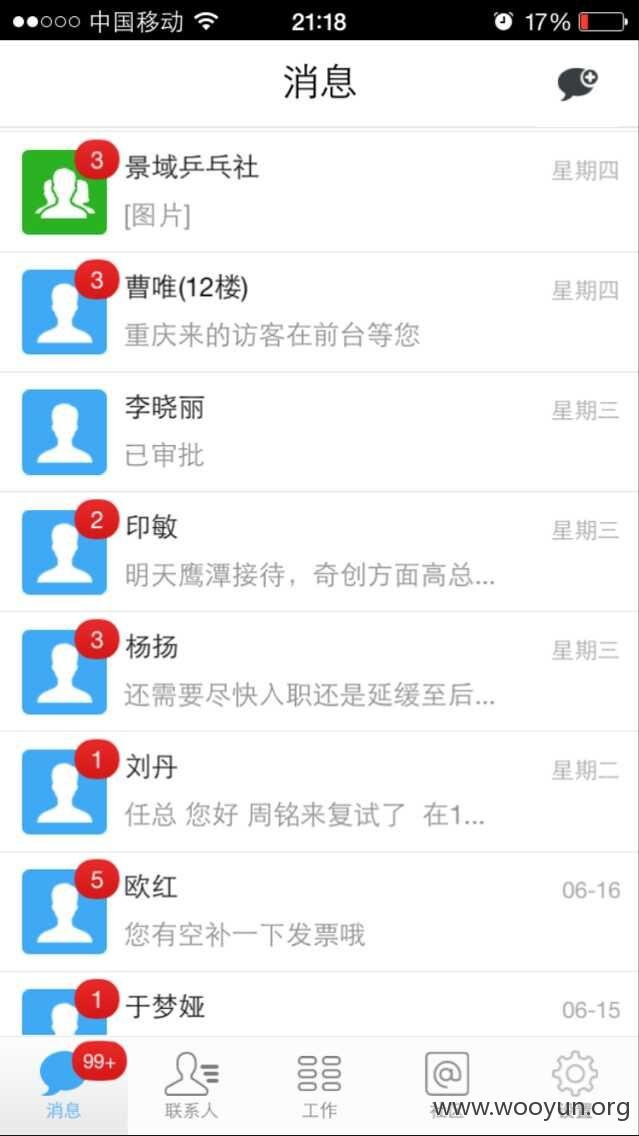 中国移动 21:18 17%
消息
3
景域乒乓社 星期四
[图片]
3
曹唯(12楼) 星期四
重庆来的访客在前台等您
李晓丽 星期三
已审批
2
印敏 星期三
明天鹰潭接待，奇创方面高总...
3
杨扬 星期三
还需要尽快入职还是延缓至后...
1
刘丹 星期二
任总 您好 周铭来复试了 在1...
5
欧红 06-16
您有空补一下发票哦
1
于梦娅 06-15
99+
消息 联系人 工作
www.wooyun.org